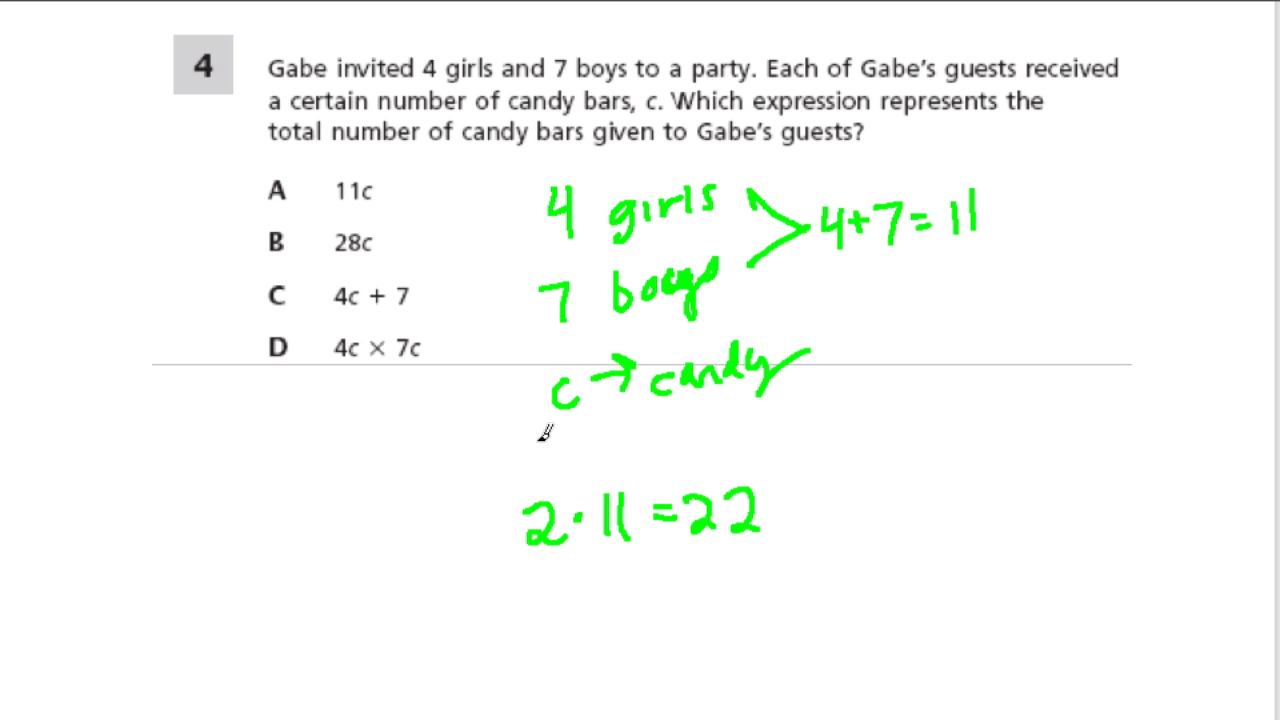 4
Gabe invited 4 girls and 7 boys to a party. Each of Gabe's guests received
a certain number of candy bars, c. Which expression represents the
total number of candy bars given to Gabe's guests?
A 11c
B 28c
C 4c + 7
D 4c × 7c
4 girls
7 boys
4+7=11
c → candy
2·11=22